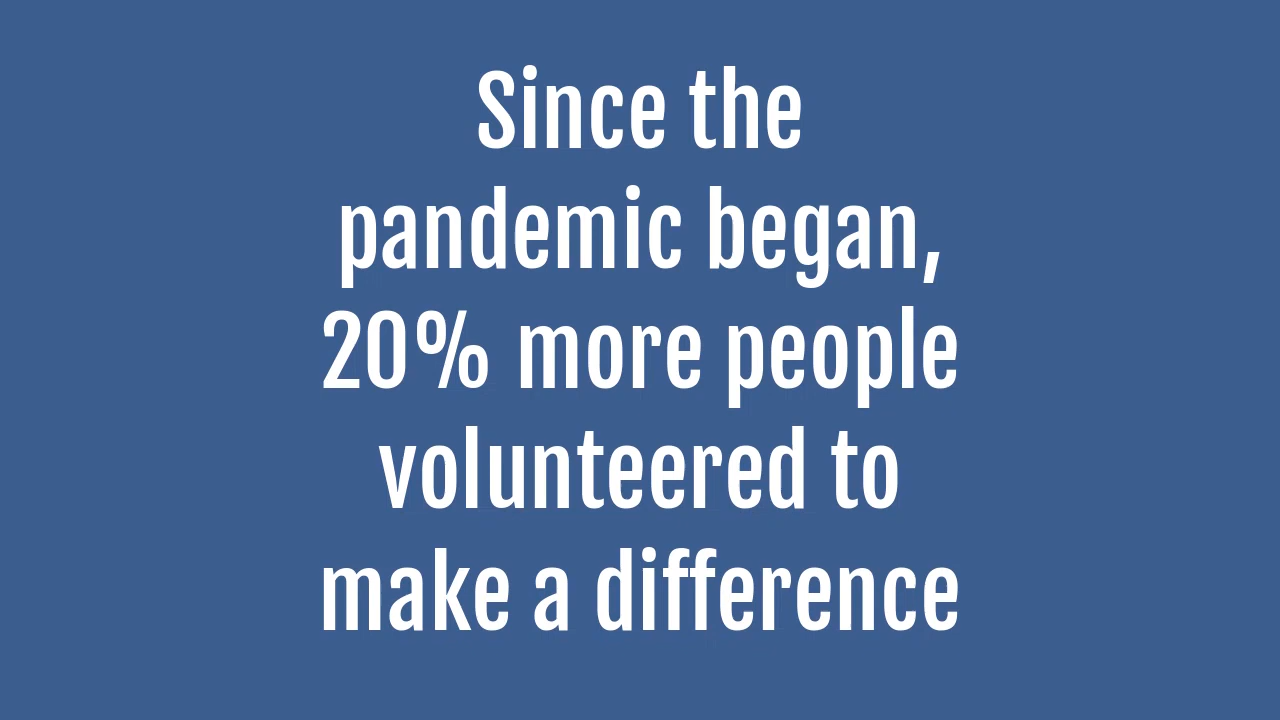 Since the
pandemic began,
20% more people
volunteered to
make a difference